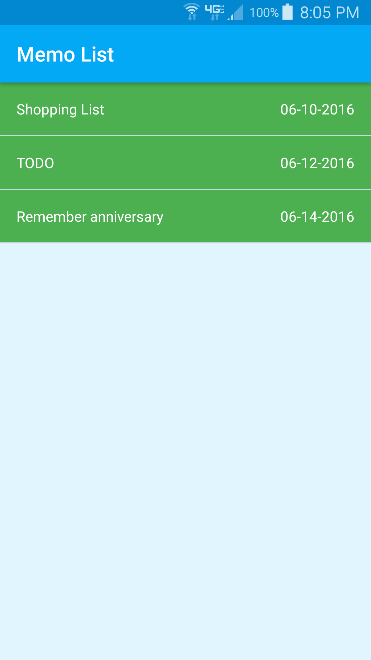 4G 100% 8:05 PM
Memo List
Shopping List 06-10-2016
TODO 06-12-2016
Remember anniversary 06-14-2016